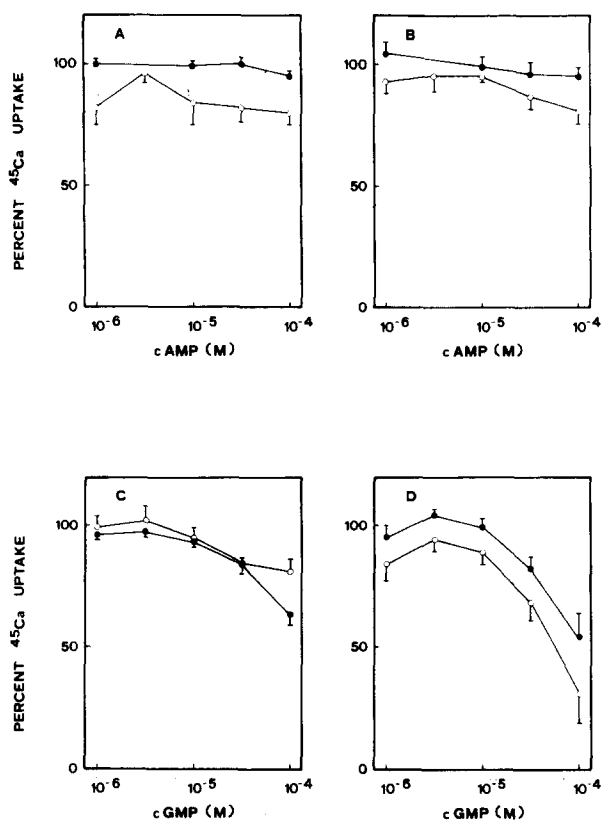 A
B
100
50
0
PERCENT ⁴⁵Ca UPTAKE
10⁻⁶ 10⁻⁵ 10⁻⁴
cAMP (M)
100
50
0
10⁻⁶ 10⁻⁵ 10⁻⁴
cAMP (M)
C
D
100
50
0
PERCENT ⁴⁵Ca UPTAKE
10⁻⁶ 10⁻⁵ 10⁻⁴
cGMP (M)
100
50
0
10⁻⁶ 10⁻⁵ 10⁻⁴
cGMP (M)